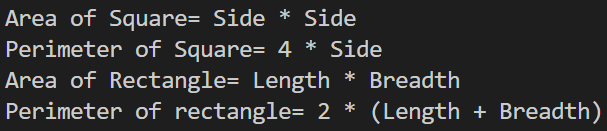 Area of Square= Side * Side
Perimeter of Square= 4 * Side
Area of Rectangle= Length * Breadth
Perimeter of rectangle= 2 * (Length + Breadth)